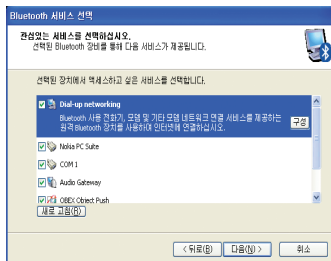 Bluetooth 서비스 선택
관심있는 서비스를 선택하십시오.
선택된 Bluetooth 장비를 통해 다음 서비스가 제공됩니다.
선택된 장치에서 액세스하고 싶은 서비스를 선택합니다.
Dial-up networking
Bluetooth 사용 전화기, 모뎀 및 기타 모뎀 네트워크 연결 서비스를 제공하는
원격 Bluetooth 장치를 사용하여 인터넷에 연결하십시오.
구성
Nokia PC Suite
COM 1
Audio Gateway
OBEX Object Push
새로 고침(R)
< 뒤로(B)
다음(N) >
취소